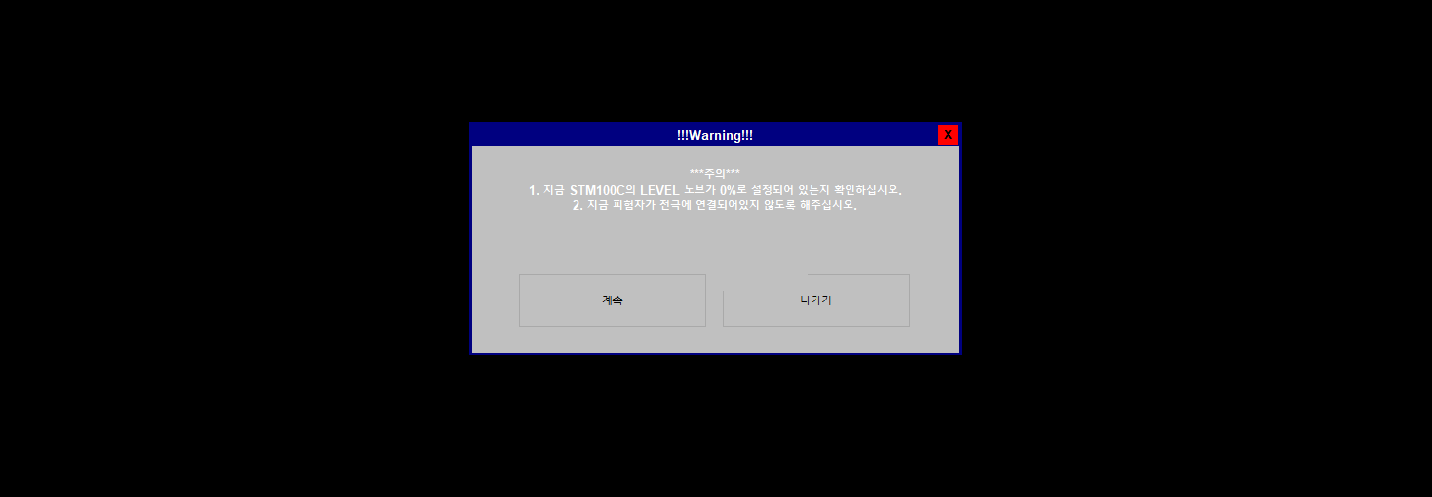 !!!Warning!!!
X
***주의***
1. 지금 STM100C의 LEVEL 노브가 0%로 설정되어 있는지 확인하십시오.
2. 지금 피험자가 전극에 연결되어있지 않도록 해주십시오.
계속
나가기